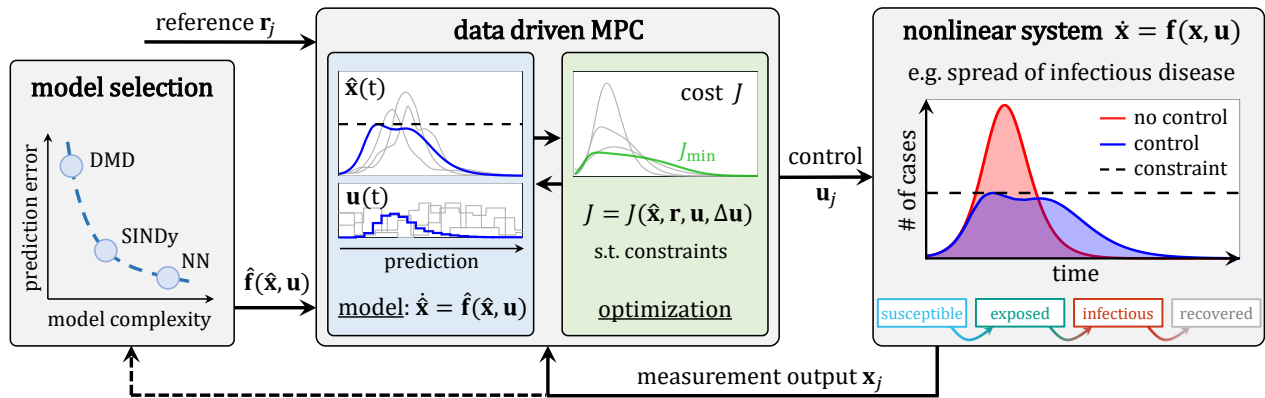 reference r_j
model selection
prediction error
DMD
SINDy
NN
model complexity
f̂(x̂, u)
data driven MPC
x̂(t)
u(t)
prediction
model: x̂̇ = f̂(x̂, u)
cost J
J_min
J = J(x̂, r, u, Δu)
s.t. constraints
optimization
control
u_j
nonlinear system ẋ = f(x, u)
e.g. spread of infectious disease
# of cases
no control
control
constraint
time
susceptible
exposed
infectious
recovered
measurement output x_j